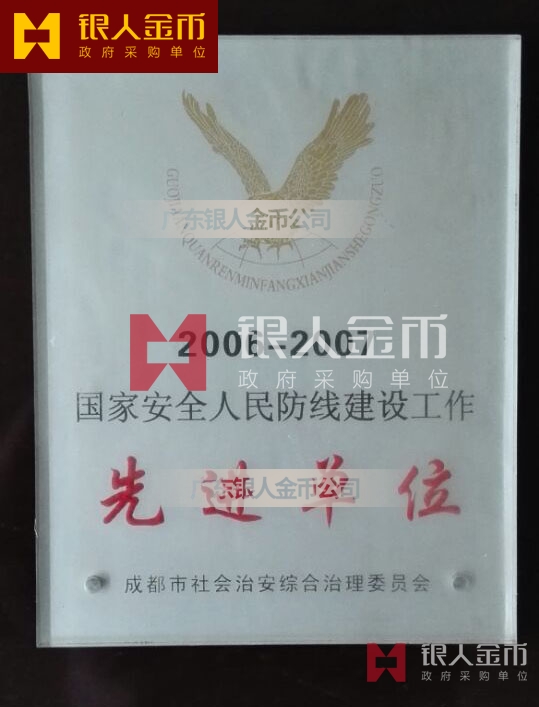 银人金币
政府采购单位
GUOJIAANQUANRENMINFANGXIANJIANSHEGONGZUO
广东银人金币公司
2006-2007
银人金币
政府采购单位
国家安全人民防线建设工作
先进单位
广东银人金币公司
成都市社会治安综合治理委员会
银人金币
政府采购单位